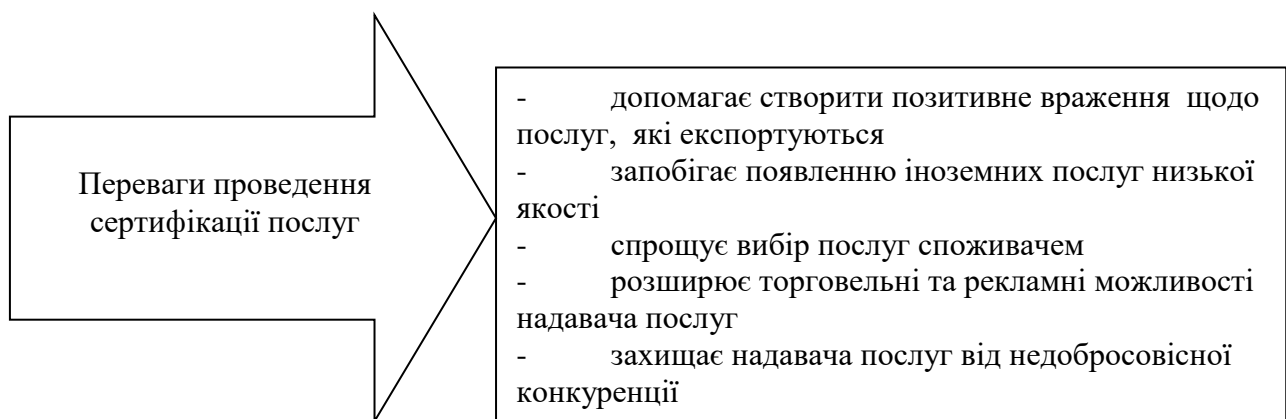 Переваги проведення
сертифікації послуг
- допомагає створити позитивне враження щодо
послуг, які експортуються
- запобігає появленню іноземних послуг низької
якості
- спрощує вибір послуг споживачем
- розширює торговельні та рекламні можливості
надавача послуг
- захищає надавача послуг від недобросовісної
конкуренції